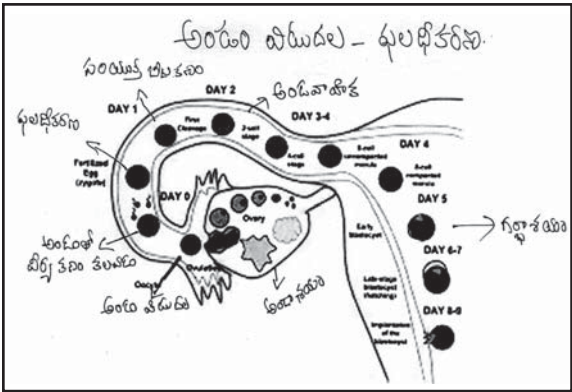 అండం విడుదల - ఫలదీకరణ.
సంయుక్త బీజకణం
DAY 2
అండవాహిక
DAY 1
DAY 3-4
First
Cleavage
2-cell
stage
ఫలదీకరణ
DAY 4
4-cell
stage
8-cell
uncompacted
morula
8-cell
compacted
morula
Fertilized
Egg
(zygote)
DAY 0
DAY 5
Ovary
Early
blastocyst
గర్భాశయం
DAY 6-7
అండంతో
వీర్య కణం కలవడం
Ovulation
Oocyte
Late-stage
blastocyst
(hatching)
అండం విడుదల
అండాశయం
DAY 8-9
Implantation
of the
blastocyst